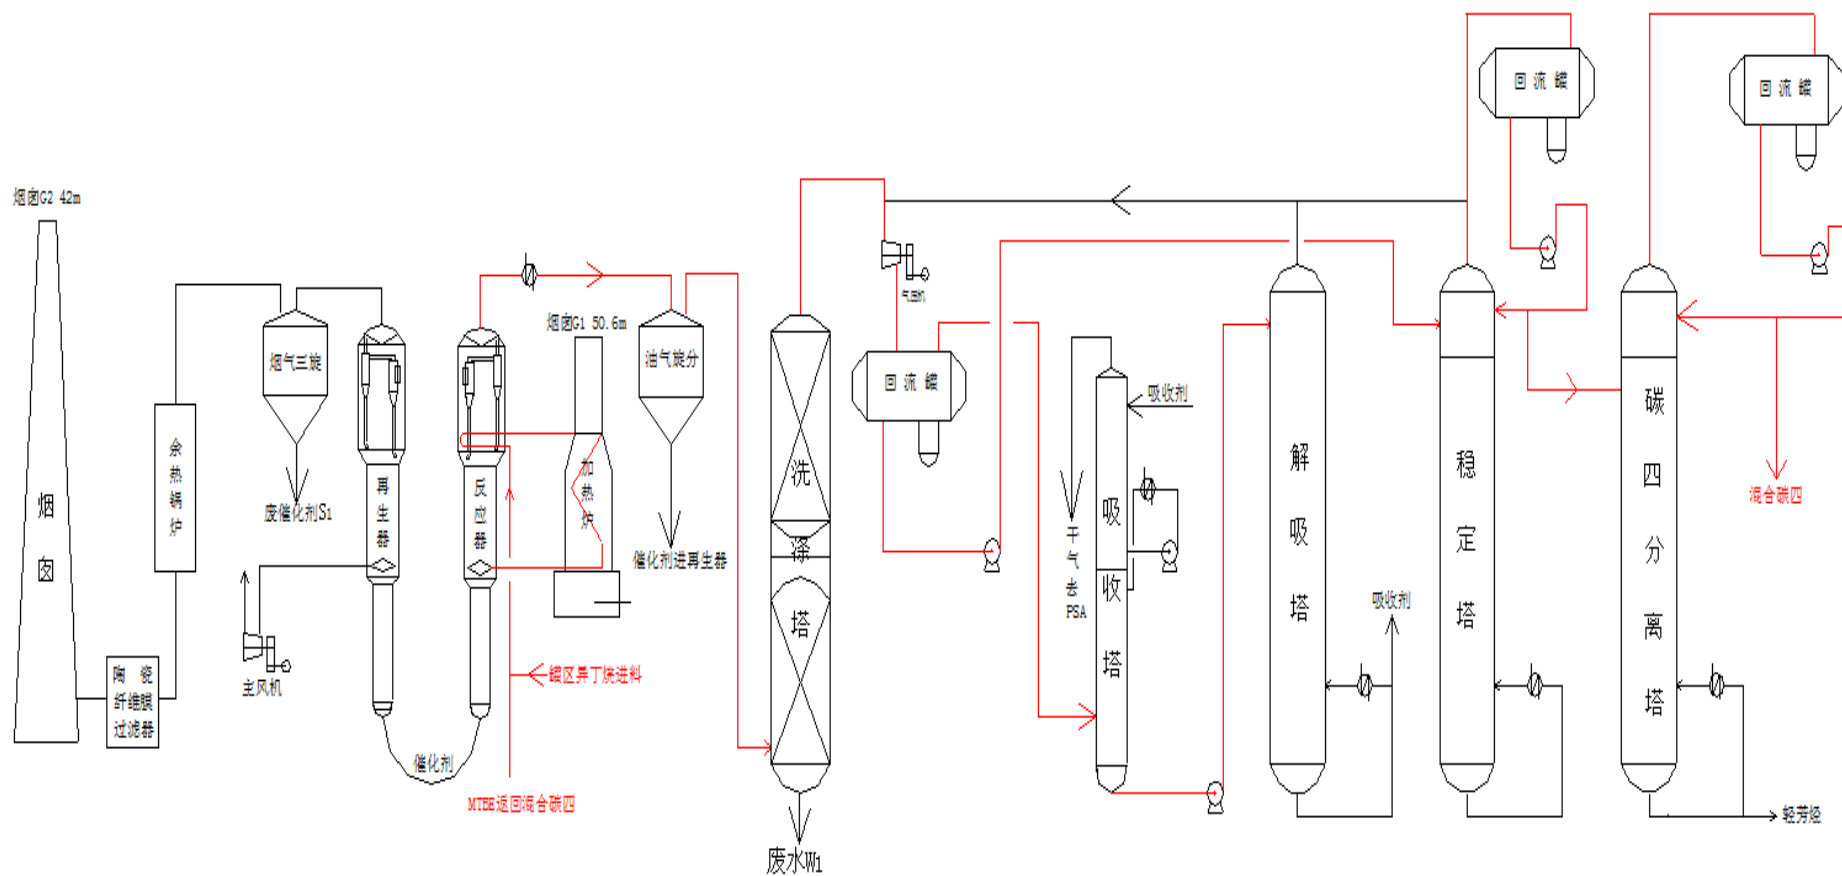 回流罐
回流罐
烟囱G2 42m
气压机
烟囱G1 50.6m
烟气三旋
油气旋分
回流罐
吸收剂
余热锅炉
再生器
反应器
加热炉
洗涤塔
吸收塔
解吸塔
稳定塔
碳四分离塔
混合碳四
烟囱
废催化剂S1
催化剂进再生器
干气去PSA
吸收剂
陶瓷
纤维膜
过滤器
主风机
罐区异丁烷进料
催化剂
MTBE返回混合碳四
轻芳烃
废水W1